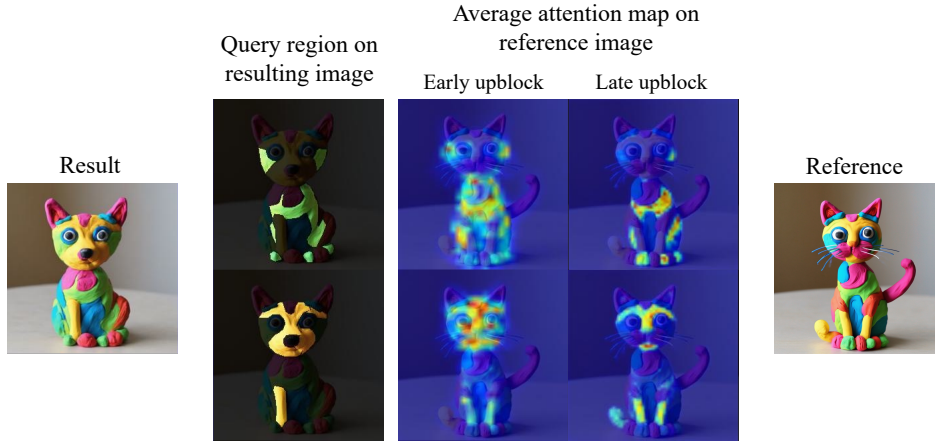 Average attention map on
reference image
Query region on
resulting image
Early upblock
Late upblock
Result
Reference